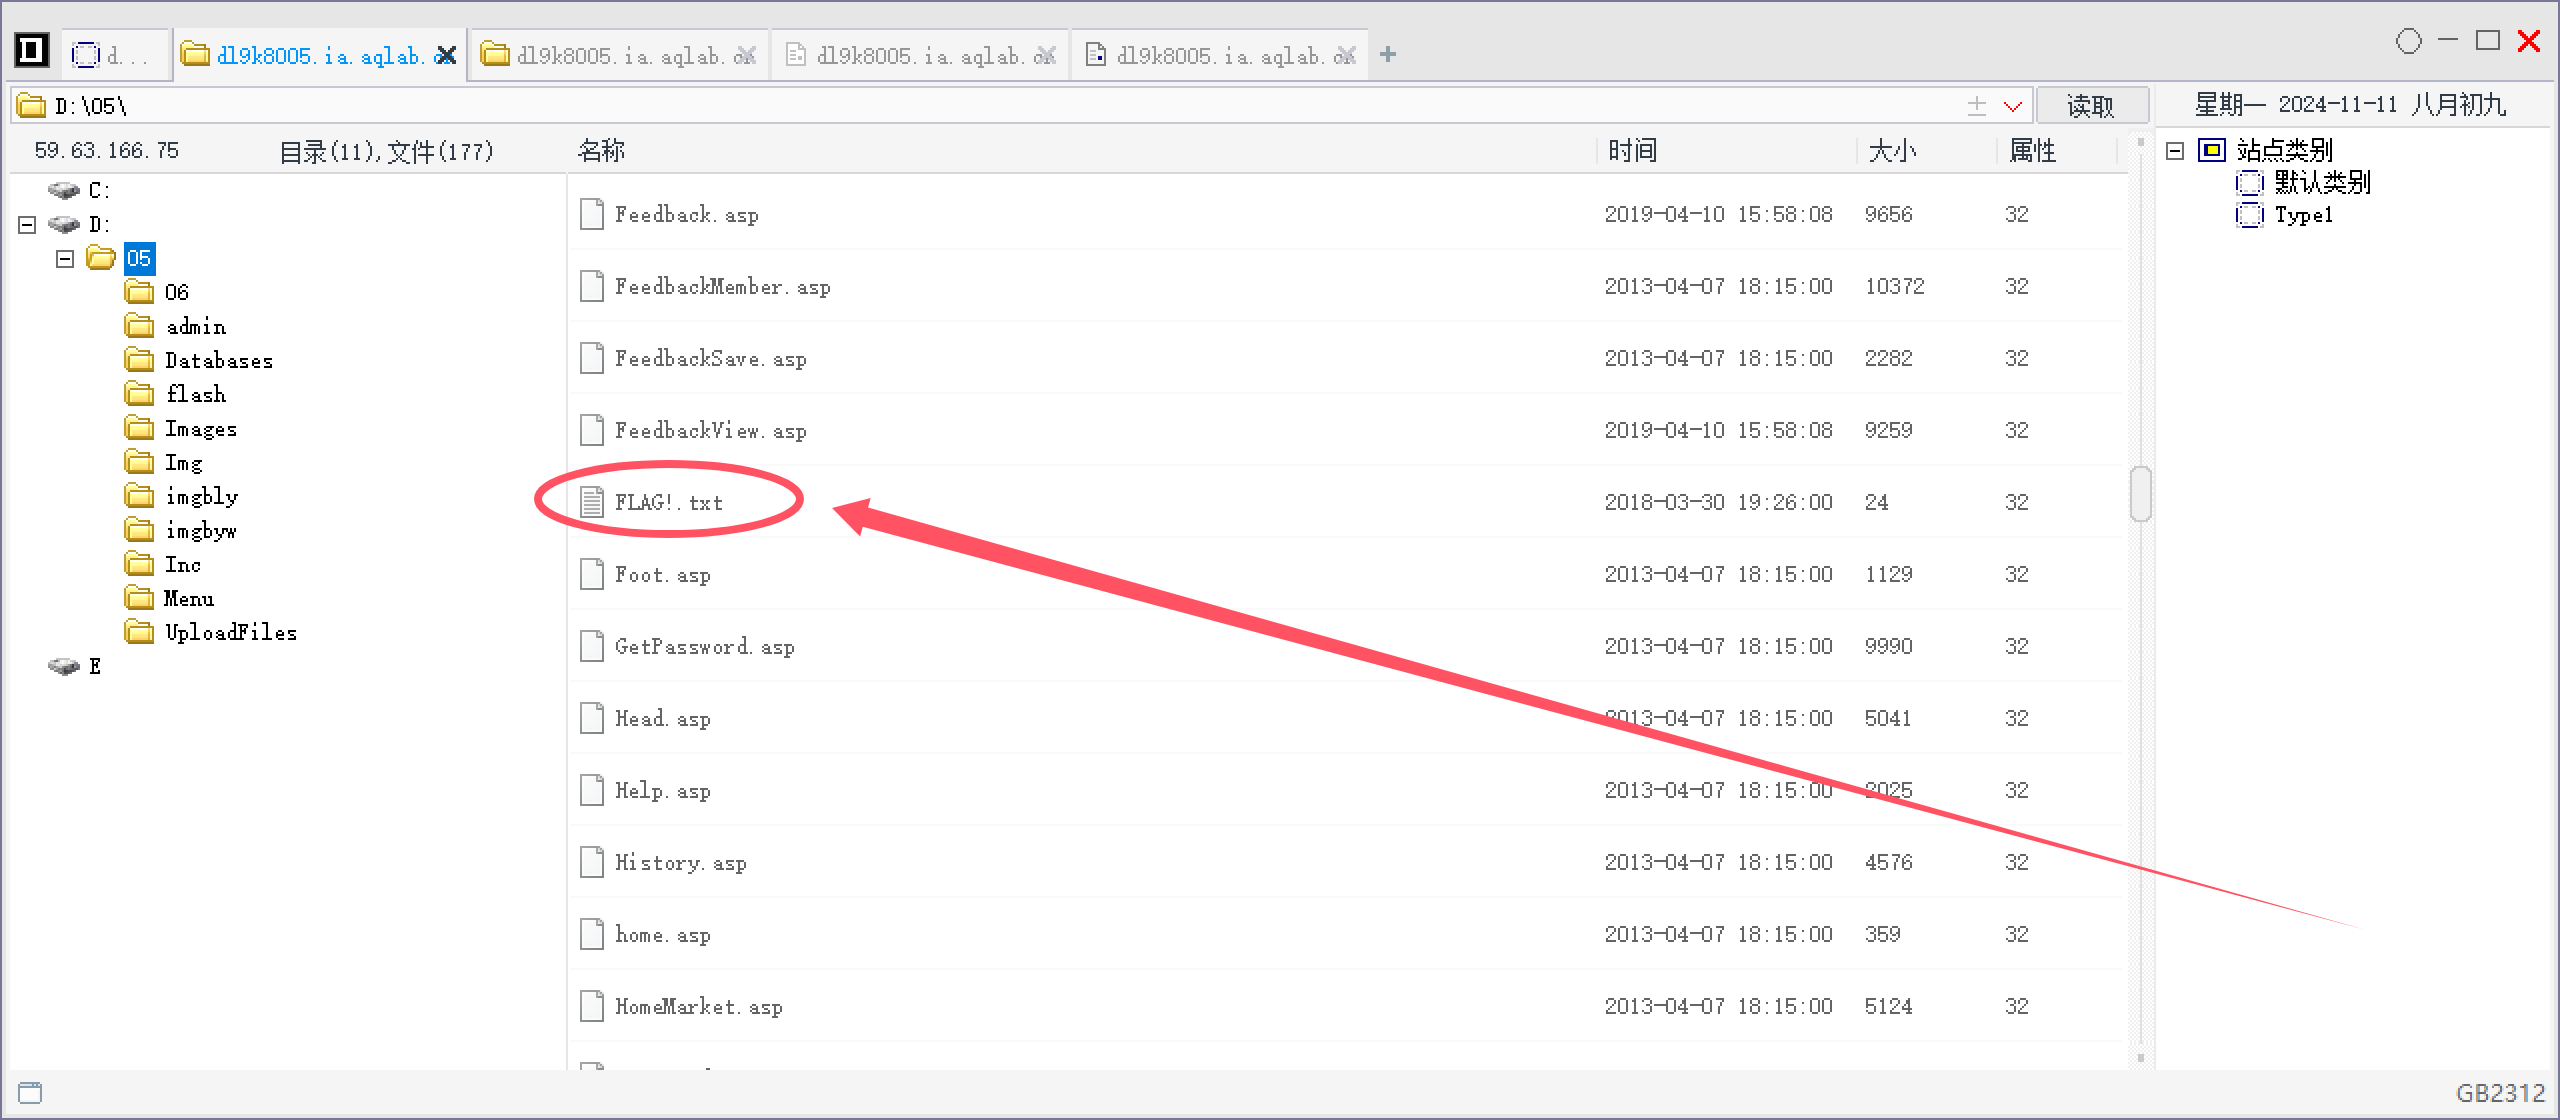 d...
dl9k8005.ia.aqlab.c
dl9k8005.ia.aqlab.c
dl9k8005.ia.aqlab.c
dl9k8005.ia.aqlab.c
D:\05\
读取
星期一 2024-11-11 八月初九
59.63.166.75
目录(11),文件(177)
名称 时间 大小 属性
C:
D:
05
06
admin
Databases
flash
Images
Img
imgbly
imgbyw
Inc
Menu
UploadFiles
E
Feedback.asp 2019-04-10 15:58:08 9656 32
FeedbackMember.asp 2013-04-07 18:15:00 10372 32
FeedbackSave.asp 2013-04-07 18:15:00 2282 32
FeedbackView.asp 2019-04-10 15:58:08 9259 32
FLAG!.txt 2018-03-30 19:26:00 24 32
Foot.asp 2013-04-07 18:15:00 1129 32
GetPassword.asp 2013-04-07 18:15:00 9990 32
Head.asp 2013-04-07 18:15:00 5041 32
Help.asp 2013-04-07 18:15:00 2025 32
History.asp 2013-04-07 18:15:00 4576 32
home.asp 2013-04-07 18:15:00 359 32
HomeMarket.asp 2013-04-07 18:15:00 5124 32
站点类别
默认类别
Type1
GB2312